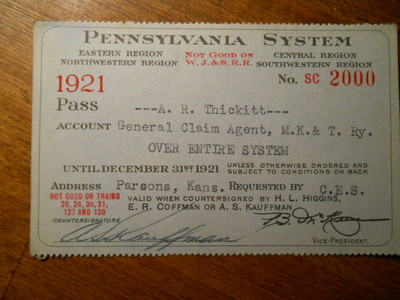 PENNSYLVANIA SYSTEM
EASTERN REGION NOT GOOD ON CENTRAL REGION
NORTHWESTERN REGION W. J. & S. R. R. SOUTHWESTERN REGION
1921 No. SC 2000
Pass ---A. R. Thickitt---
ACCOUNT General Claim Agent, M.K.& T. Ry.
OVER ENTIRE SYSTEM
UNTIL DECEMBER 31ST 1921 UNLESS OTHERWISE ORDERED AND SUBJECT TO CONDITIONS ON BACK
ADDRESS Parsons, Kans. REQUESTED BY C.E.S.
NOT GOOD ON TRAINS
28, 29, 30, 31,
127 AND 130
VALID WHEN COUNTERSIGNED BY H. L. HIGGINS,
E. R. COFFMAN OR A. S. KAUFFMAN
COUNTERSIGNATURE
A.S. Kauffman
VICE-PRESIDENT.